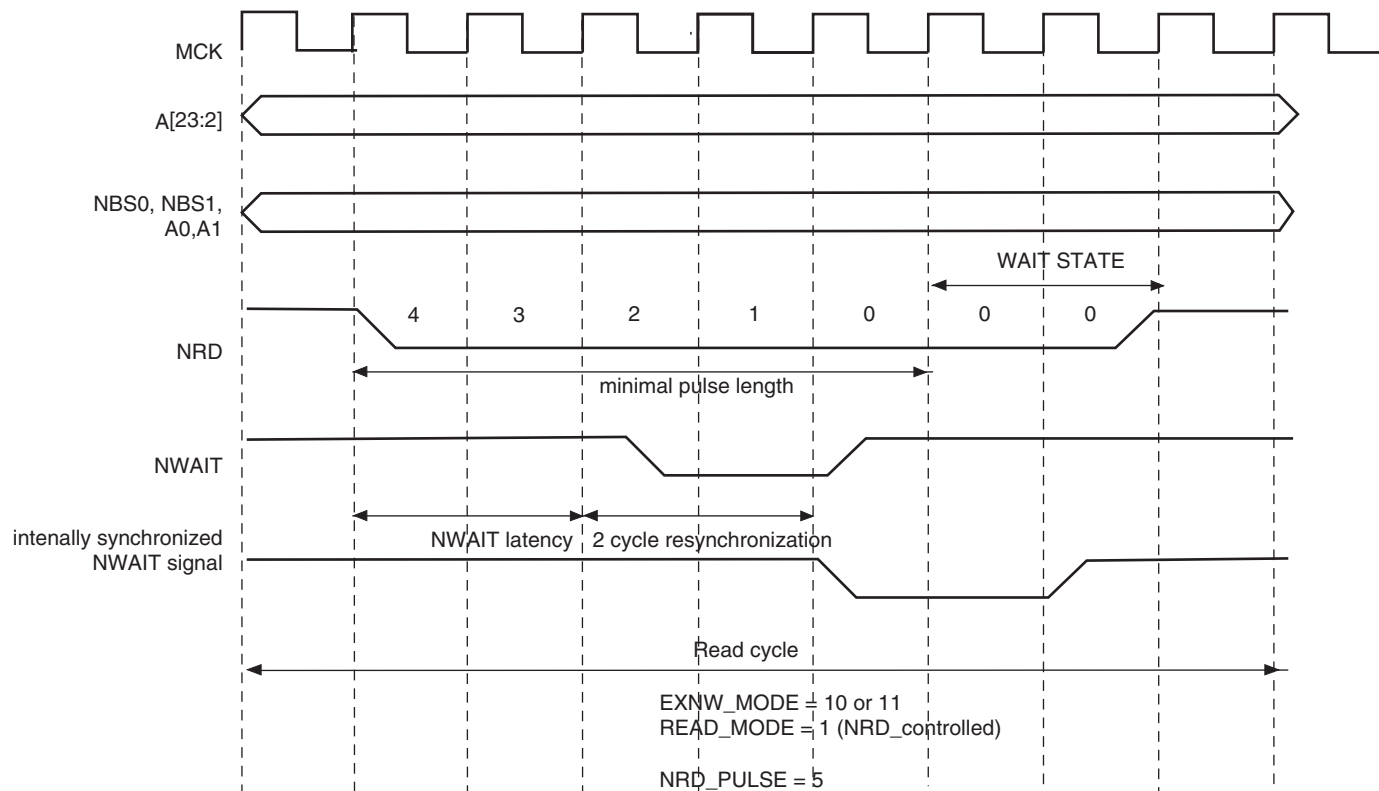 MCK
A[23:2]
NBS0, NBS1,
A0,A1
WAIT STATE
4 3 2 1 0 0 0
NRD
minimal pulse length
NWAIT
intenally synchronized
NWAIT signal
NWAIT latency
2 cycle resynchronization
Read cycle
EXNW_MODE = 10 or 11
READ_MODE = 1 (NRD_controlled)
NRD_PULSE = 5